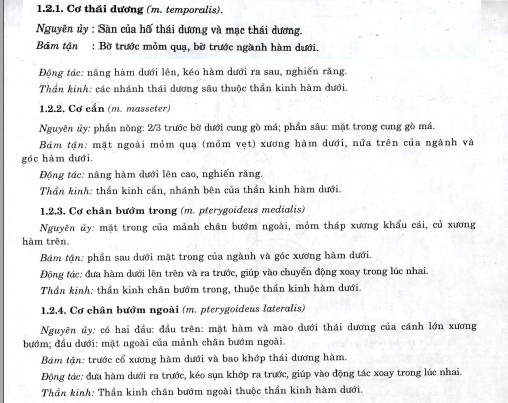 1.2.1. Cơ thái dương (m. temporalis).
Nguyên ủy : Sàn của hố thái dương và mạc thái dương.
Bám tận : Bờ trước mỏm quạ, bờ trước ngành hàm dưới.
Động tác: nâng hàm dưới lên, kéo hàm dưới ra sau, nghiến răng.
Thần kinh: các nhánh thái dương sâu thuộc thần kinh hàm dưới.
1.2.2. Cơ cắn (m. masseter)
Nguyên ủy: phần nông: 2/3 trước bờ dưới cung gò má; phần sâu: mặt trong cung gò má.
Bám tận: mặt ngoài mỏm quạ (mỏm vẹt) xương hàm dưới, nửa trên của ngành và
góc hàm dưới.
Động tác: nâng hàm dưới lên cao, nghiến răng.
Thần kinh: thần kinh cắn, nhánh bên của thần kinh hàm dưới.
1.2.3. Cơ chân bướm trong (m. pterygoideus medialis)
Nguyên ủy: mặt trong của mảnh chân bướm ngoài, mỏm tháp xương khẩu cái, củ xương
hàm trên.
Bám tận: phần sau dưới mặt trong của ngành và góc xương hàm dưới.
Động tác: đưa hàm dưới lên trên và ra trước, giúp vào chuyển động xoay trong lúc nhai.
Thần kinh: thần kinh chân bướm trong, thuộc thần kinh hàm dưới.
1.2.4. Cơ chân bướm ngoài (m. pterygoideus lateralis)
Nguyên ủy: có hai đầu: đầu trên: mặt hàm và mào dưới thái dương của cánh lớn xương
bướm; đầu dưới: mặt ngoài của mảnh chân bướm ngoài.
Bám tận: trước cổ xương hàm dưới và bao khớp thái dương hàm.
Động tác: đưa hàm dưới ra trước, kéo sụn khớp ra trước, giúp vào động tác xoay trong lúc nhai.
Thần kinh: Thần kinh chân bướm ngoài thuộc thần kinh hàm dưới.